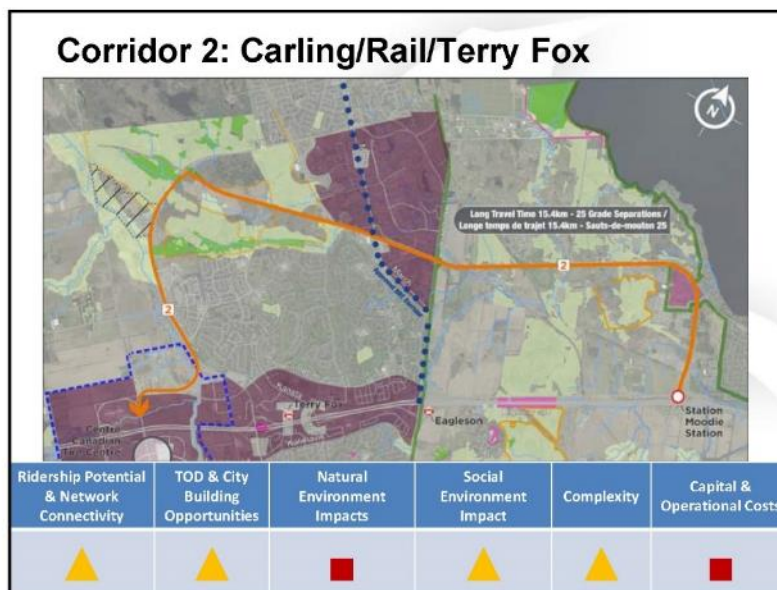 Corridor 2: Carling/Rail/Terry Fox
N
Long Travel Time 15.4km - 25 Grade Separations /
Longe temps de trajet 15.4km - Sauts-de-mouton 25
2
2
Terry Fox
Eagleson
Station
Moodie
Station
Centre
Canadian
Tire Centre
Ridership Potential
& Network
Connectivity
TOD & City
Building
Opportunities
Natural
Environment
Impacts
Social
Environment
Impact
Complexity
Capital &
Operational Costs